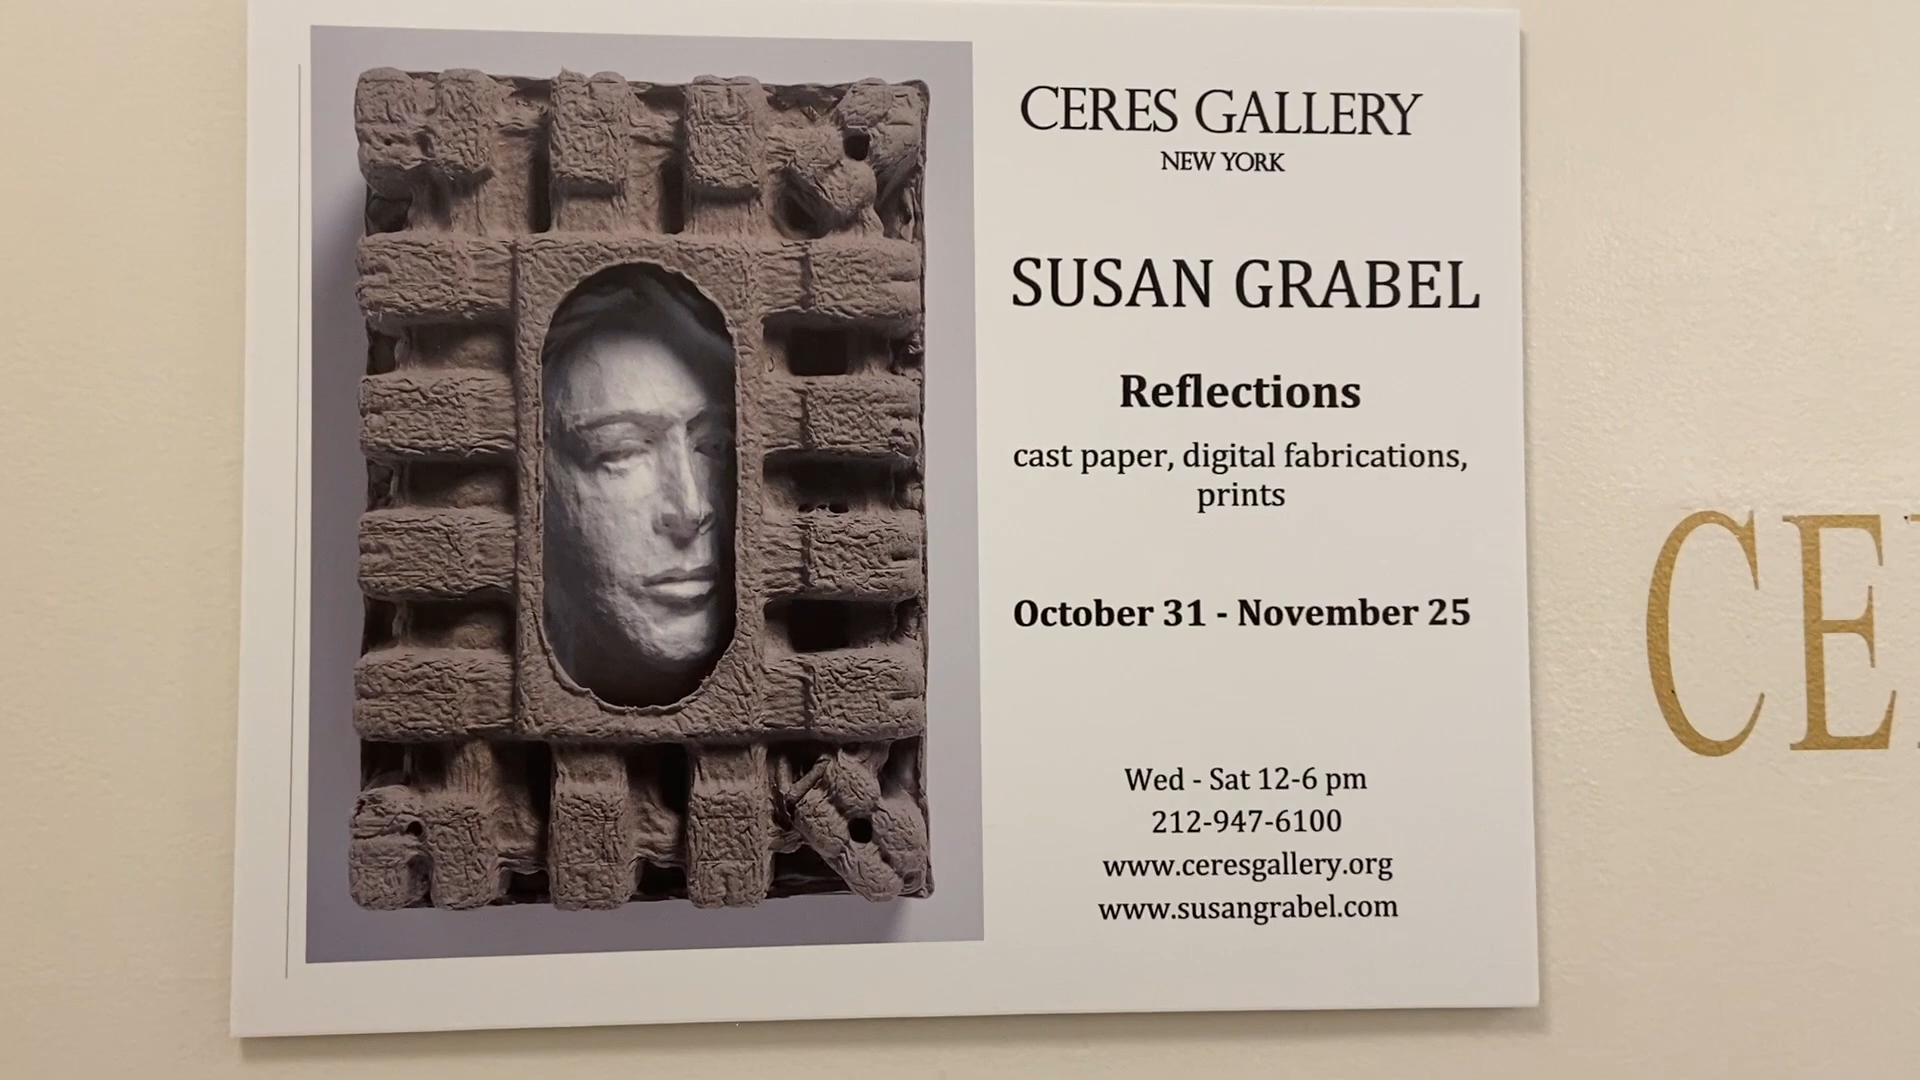 CERES GALLERY
NEW YORK
SUSAN GRABEL
Reflections
cast paper, digital fabrications,
prints
October 31 - November 25
Wed - Sat 12-6 pm
212-947-6100
www.ceresgallery.org
www.susangrabel.com
CE